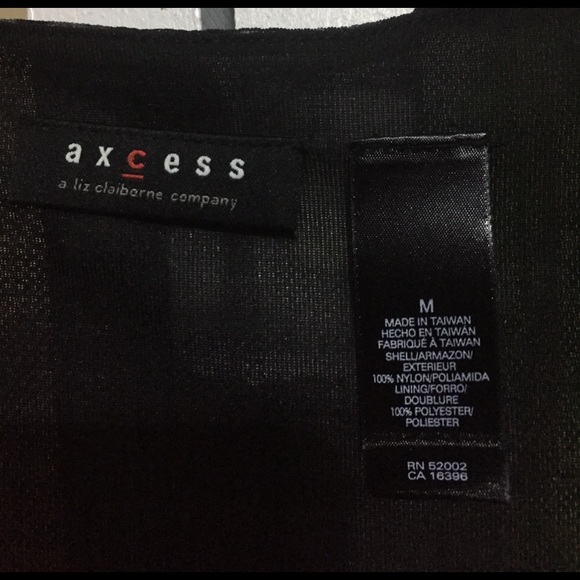 axcess
a liz claiborne company
M
MADE IN TAIWAN
HECHO EN TAIWÁN
FABRIQUÉ À TAIWAN
SHELL/ARMAZON/
EXTERIEUR
100% NYLON/POLIAMIDA
LINING/FORRO/
DOUBLURE
100% POLYESTER/
POLIESTER
RN 52002
CA 16396